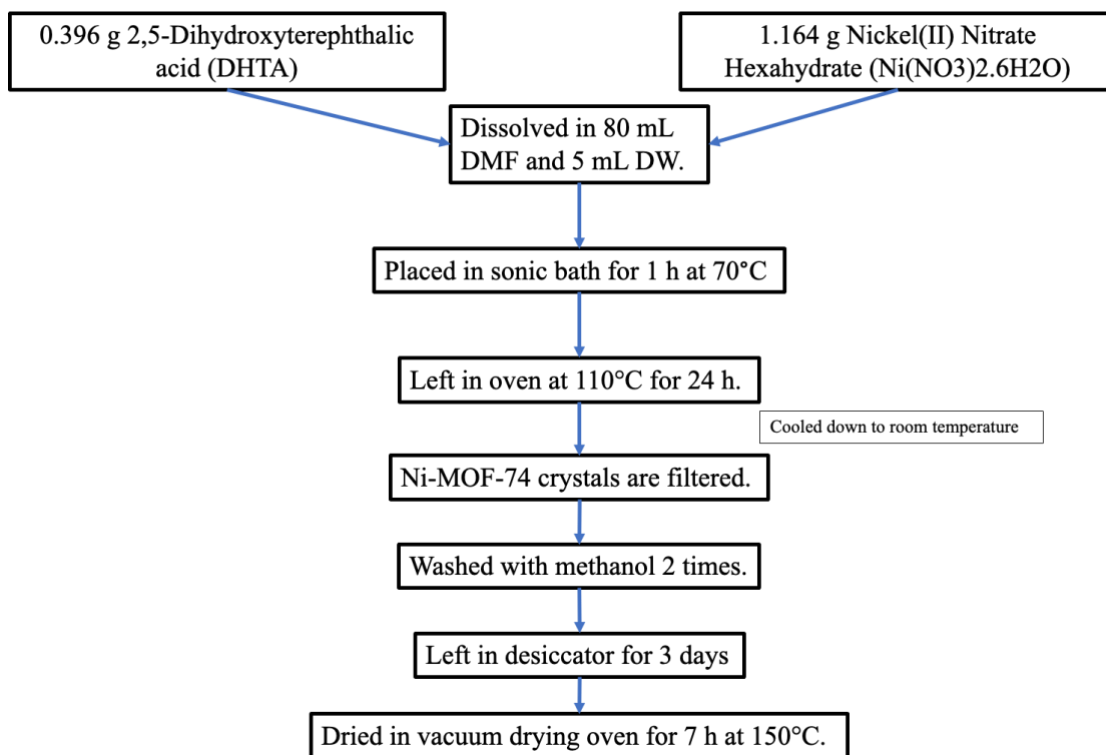 0.396 g 2,5-Dihydroxyterephthalic
acid (DHTA)
1.164 g Nickel(II) Nitrate
Hexahydrate (Ni(NO3)2.6H2O)
Dissolved in 80 mL
DMF and 5 mL DW.
Placed in sonic bath for 1 h at 70°C
Left in oven at 110°C for 24 h.
Cooled down to room temperature
Ni-MOF-74 crystals are filtered.
Washed with methanol 2 times.
Left in desiccator for 3 days
Dried in vacuum drying oven for 7 h at 150°C.